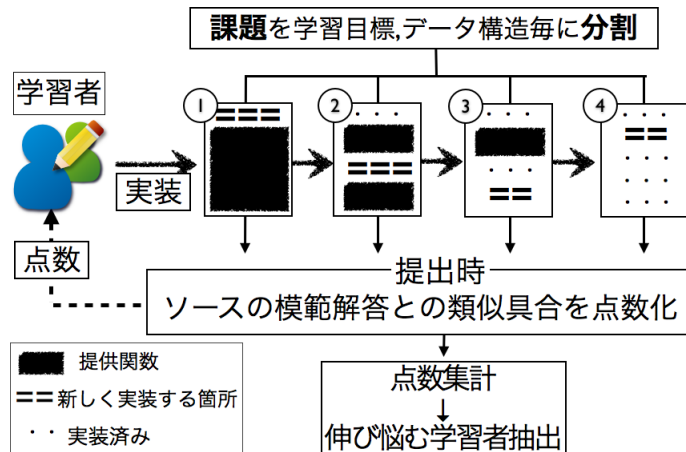 課題を学習目標,データ構造毎に分割
学習者
1
2
3
4
===
. . .
===
. . .
==
. . .
==
. . .
. . .
. . .
実装
点数
提出時
ソースの模範解答との類似具合を点数化
提供関数
==新しく実装する箇所
. . 実装済み
点数集計
↓
伸び悩む学習者抽出